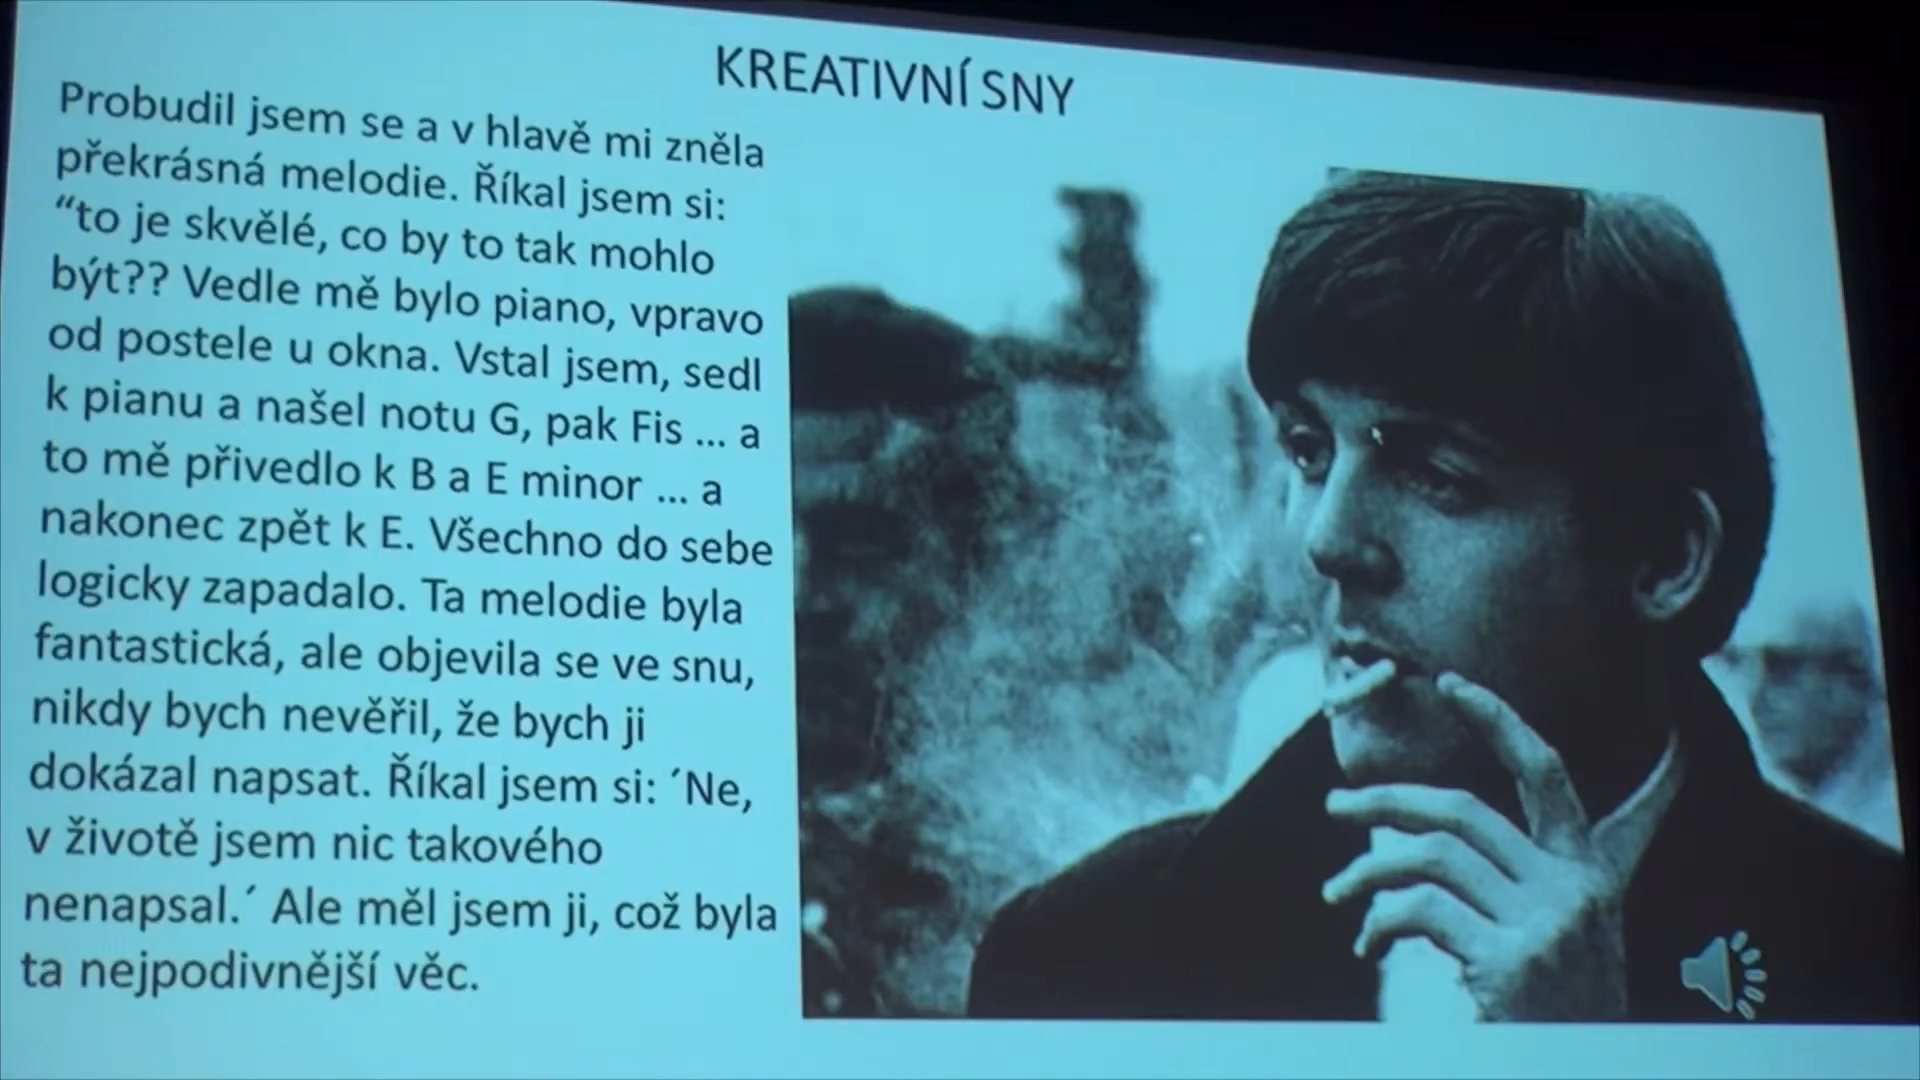 KREATIVNÍ SNY
Probudil jsem se a v hlavě mi zněla
překrásná melodie. Říkal jsem si:
“to je skvělé, co by to tak mohlo
být?? Vedle mě bylo piano, vpravo
od postele u okna. Vstal jsem, sedl
k pianu a našel notu G, pak Fis ... a
to mě přivedlo k B a E minor ... a
nakonec zpět k E. Všechno do sebe
logicky zapadalo. Ta melodie byla
fantastická, ale objevila se ve snu,
nikdy bych nevěřil, že bych ji
dokázal napsat. Říkal jsem si: ´Ne,
v životě jsem nic takového
nenapsal.´ Ale měl jsem ji, což byla
ta nejpodivnější věc.